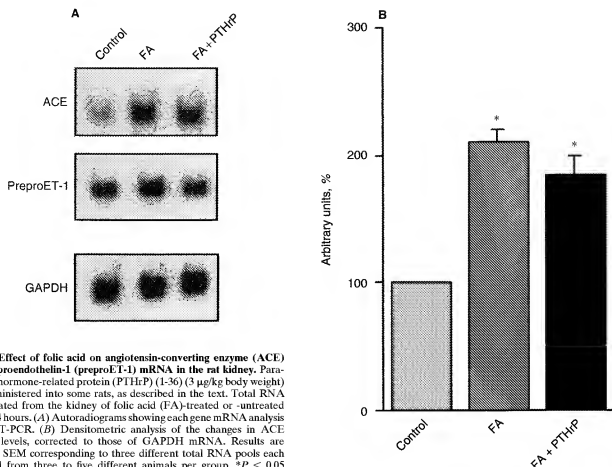 A
Control
FA
FA + PTHrP
ACE
PreproET-1
GAPDH
Effect of folic acid on angiotensin-converting enzyme (ACE)
proendothelin-1 (preproET-1) mRNA in the rat kidney. Para-
hormone-related protein (PTHrP) (1-36) (3 μg/kg body weight)
ministered into some rats, as described in the text. Total RNA
ated from the kidney of folic acid (FA)-treated or -untreated
hours. (A) Autoradiograms showing each gene mRNA analysis
T-PCR. (B) Densitometric analysis of the changes in ACE
levels, corrected to those of GAPDH mRNA. Results are
SEM corresponding to three different total RNA pools each
from three to five different animals per group. *P < 0.05
B
300
200
100
0
Arbitrary units, %
*
*
Control
FA
FA + PTHrP